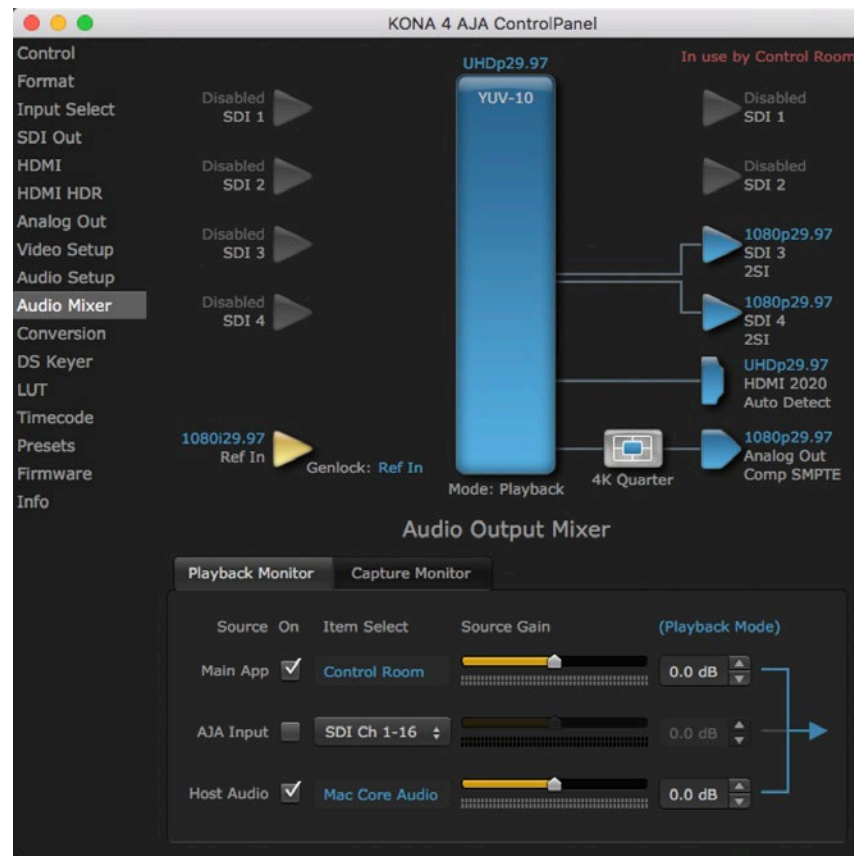 KONA 4 AJA ControlPanel
Control
Format
Input Select
SDI Out
HDMI
HDMI HDR
Analog Out
Video Setup
Audio Setup
Audio Mixer
Conversion
DS Keyer
LUT
Timecode
Presets
Firmware
Info
UHDp29.97
In use by Control Room
YUV-10
Disabled
SDI 1
Disabled
SDI 2
Disabled
SDI 3
Disabled
SDI 4
1080i29.97
Ref In
Genlock: Ref In
Mode: Playback
4K Quarter
Disabled
SDI 1
Disabled
SDI 2
1080p29.97
SDI 3
2SI
1080p29.97
SDI 4
2SI
UHDp29.97
HDMI 2020
Auto Detect
1080p29.97
Analog Out
Comp SMPTE
Audio Output Mixer
Playback Monitor Capture Monitor
Source On Item Select Source Gain (Playback Mode)
Main App Control Room 0.0 dB
AJA Input SDI Ch 1-16 0.0 dB
Host Audio Mac Core Audio 0.0 dB